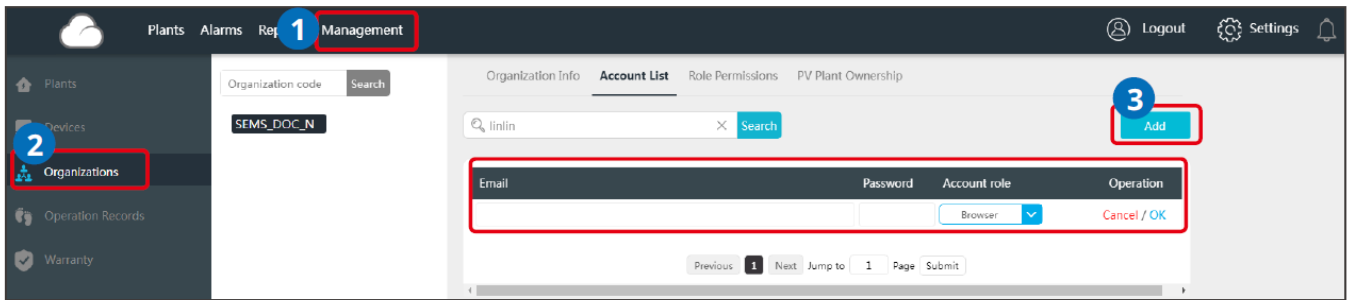 Plants Alarms Rep 1 Management Logout Settings
Plants
Devices
2
Organizations
Operation Records
Warranty
Organization code Search
SEMS_DOC_N
Organization Info Account List Role Permissions PV Plant Ownership
3
linlin × Search Add
Email Password Account role Operation
Browser Cancel / OK
Previous 1 Next Jump to 1 Page Submit